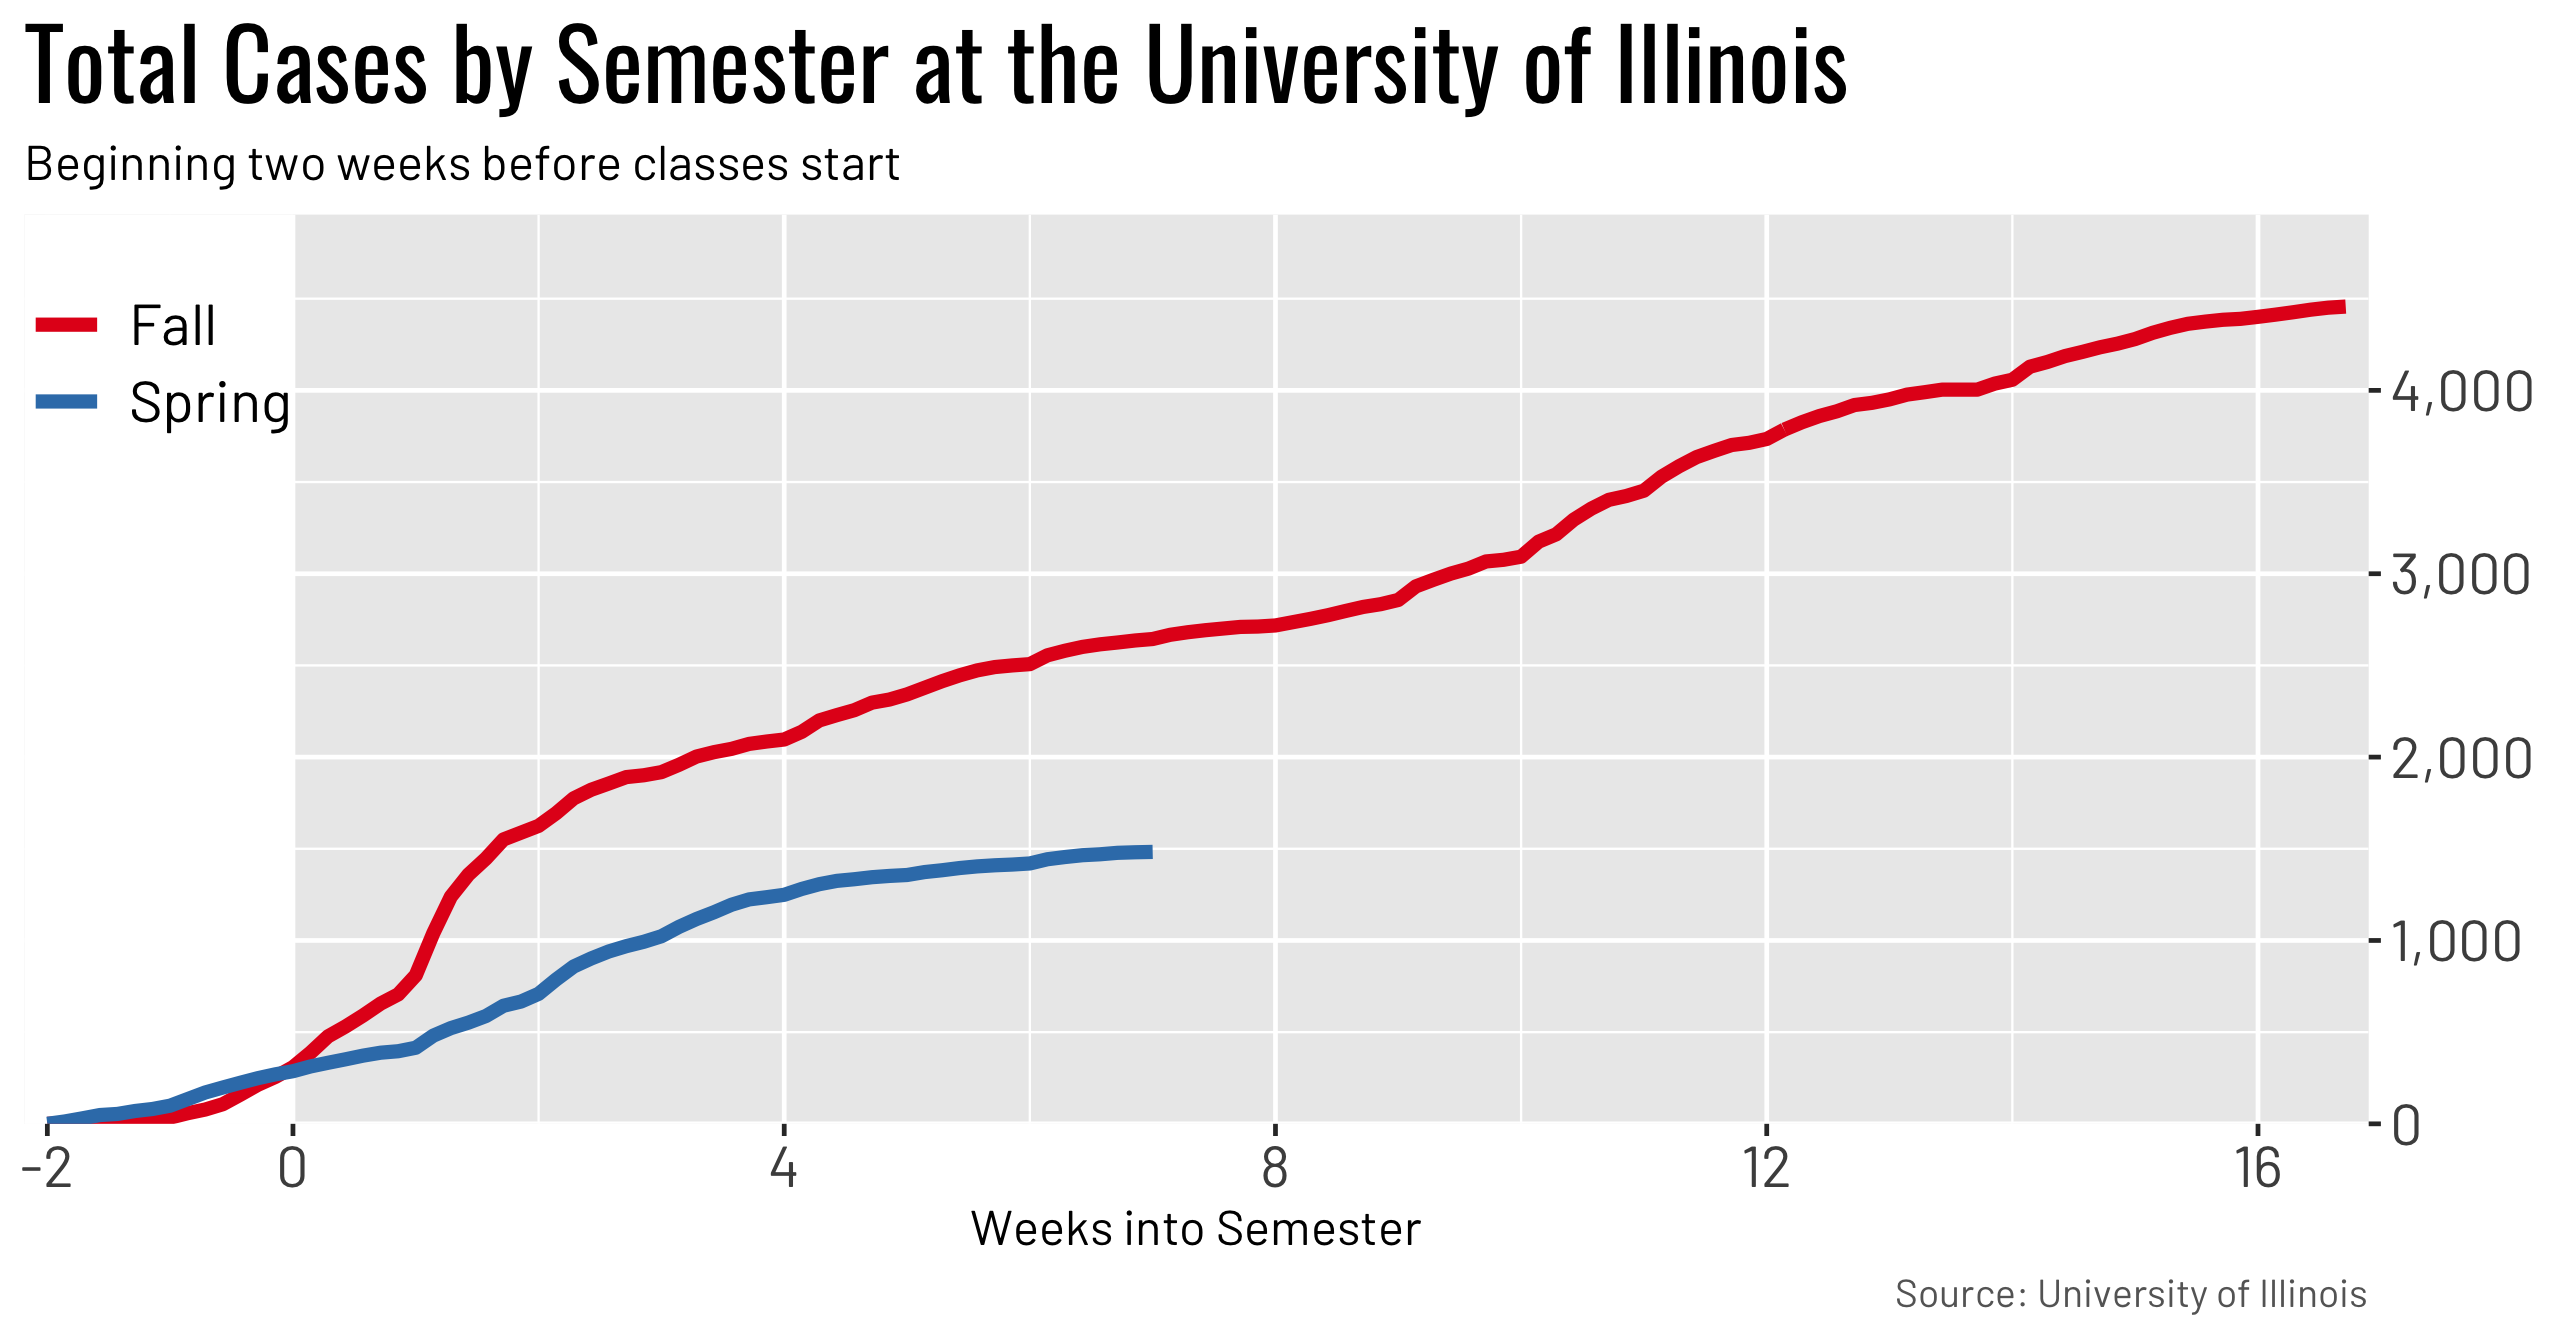 Total Cases by Semester at the University of Illinois
Beginning two weeks before classes start
Fall
Spring
4,000
3,000
2,000
1,000
0
-2 0 4 8 12 16
Weeks into Semester
Source: University of Illinois